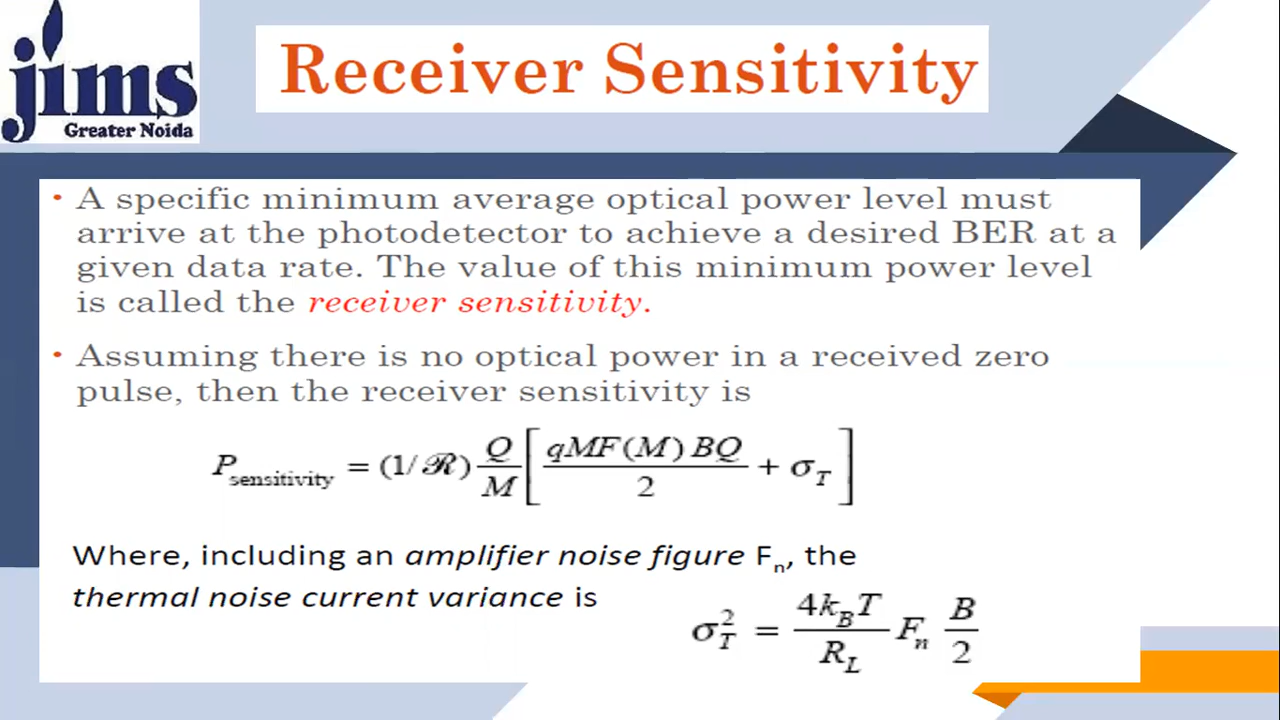 jims
Greater Noida
Receiver Sensitivity
• A specific minimum average optical power level must
arrive at the photodetector to achieve a desired BER at a
given data rate. The value of this minimum power level
is called the receiver sensitivity.
• Assuming there is no optical power in a received zero
pulse, then the receiver sensitivity is
P_sensitivity = (1/ℛ) Q/M [ qMF(M)BQ/2 + σ_T ]
Where, including an amplifier noise figure F_n, the
thermal noise current variance is
σ_T^2 = 4k_BT/R_L F_n B/2